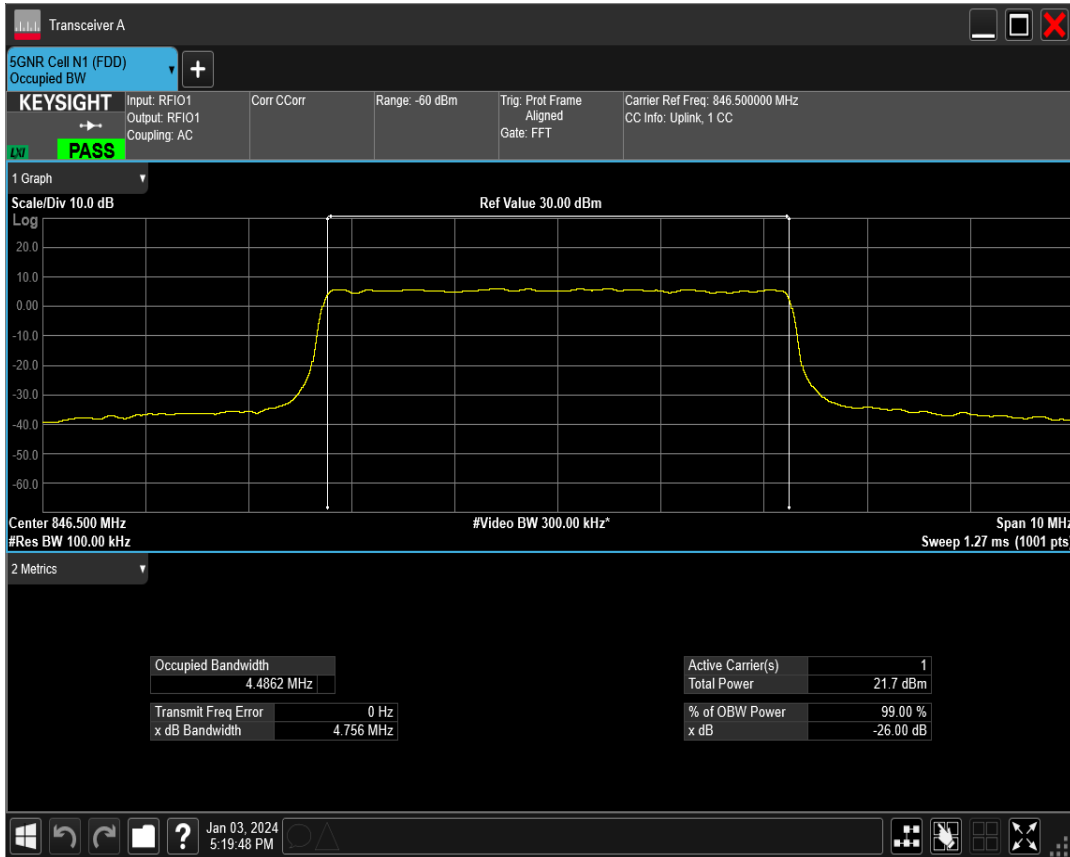 Transceiver A
5GNR Cell N1 (FDD)
Occupied BW
+
KEYSIGHT
LXI
PASS
Input: RFIO1
Output: RFIO1
Coupling: AC
Corr CCorr
Range: -60 dBm
Trig: Prot Frame
Aligned
Gate: FFT
Carrier Ref Freq: 846.500000 MHz
CC Info: Uplink, 1 CC
1 Graph
Scale/Div 10.0 dB
Ref Value 30.00 dBm
Log
20.0
10.0
0.00
-10.0
-20.0
-30.0
-40.0
-50.0
-60.0
Center 846.500 MHz
#Video BW 300.00 kHz*
Span 10 MHz
#Res BW 100.00 kHz
Sweep 1.27 ms (1001 pts)
2 Metrics
Occupied Bandwidth
4.4862 MHz
Transmit Freq Error 0 Hz
x dB Bandwidth 4.756 MHz
Active Carrier(s) 1
Total Power 21.7 dBm
% of OBW Power 99.00 %
x dB -26.00 dB
?
Jan 03, 2024
5:19:48 PM